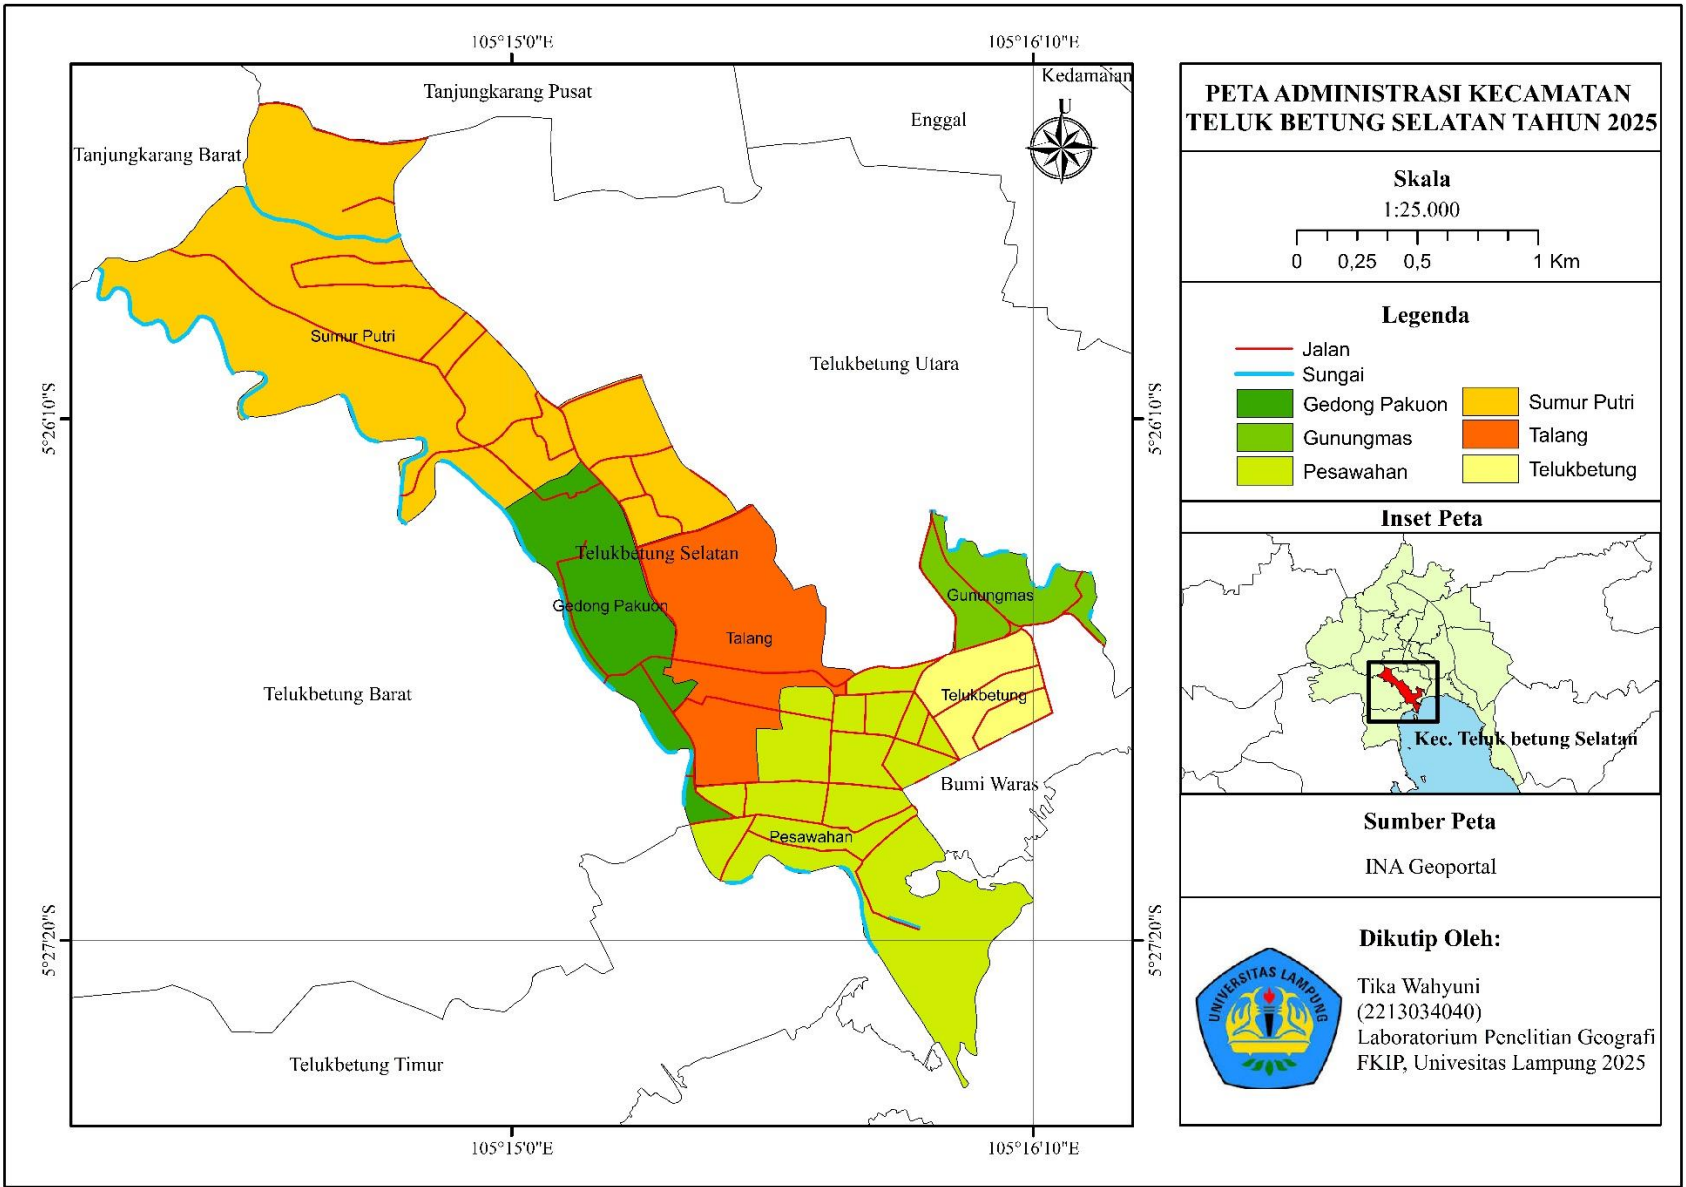 105°15'0"E
105°16'10"E
Kedamaian
Tanjungkarang Pusat
U
Enggal
Tanjungkarang Barat
Sumur Putri
Telukbetung Utara
5°26'10"S
5°26'10"S
Telukbetung Selatan
Gunungmas
Gedong Pakuon
Talang
Telukbetung Barat
Telukbetung
Bumi Waras
Pesawahan
5°27'20"S
5°27'20"S
Telukbetung Timur
105°15'0"E
105°16'10"E
PETA ADMINISTRASI KECAMATAN
TELUK BETUNG SELATAN TAHUN 2025
Skala
1:25.000
0 0,25 0,5 1 Km
Legenda
Jalan
Sungai
Gedong Pakuon
Gunungmas
Pesawahan
Sumur Putri
Talang
Telukbetung
Inset Peta
Kec. Teluk betung Selatan
Sumber Peta
INA Geoportal
Dikutip Oleh:
UNIVERSITAS LAMPUNG
Tika Wahyuni
(2213034040)
Laboratorium Penelitian Geografi
FKIP, Univesitas Lampung 2025